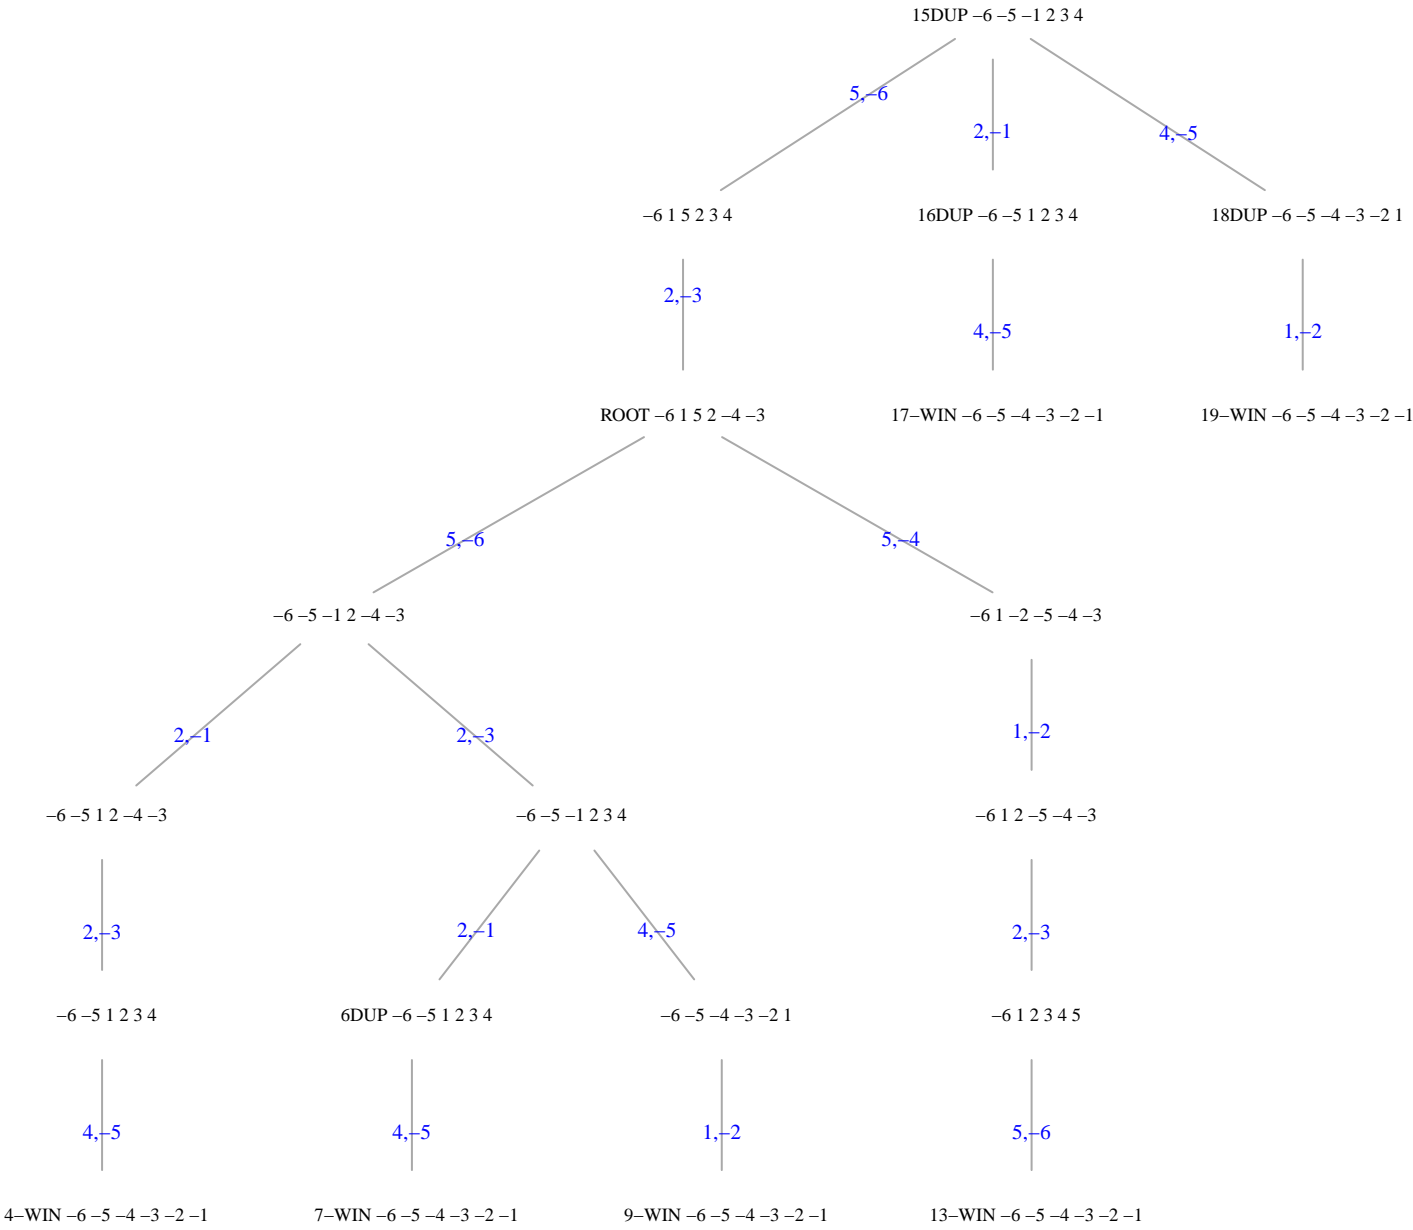 15DUP –6 –5 –1 2 3 4
5,–6
2,–1
4,–5
–6 1 5 2 3 4
16DUP –6 –5 1 2 3 4
18DUP –6 –5 –4 –3 –2 1
2,–3
4,–5
1,–2
ROOT –6 1 5 2 –4 –3
17–WIN –6 –5 –4 –3 –2 –1
19–WIN –6 –5 –4 –3 –2 –1
5,–6
5,–4
–6 –5 –1 2 –4 –3
–6 1 –2 –5 –4 –3
2,–1
2,–3
1,–2
–6 –5 1 2 –4 –3
–6 –5 –1 2 3 4
–6 1 2 –5 –4 –3
2,–3
2,–1
4,–5
2,–3
–6 –5 1 2 3 4
6DUP –6 –5 1 2 3 4
–6 –5 –4 –3 –2 1
–6 1 2 3 4 5
4,–5
4,–5
1,–2
5,–6
4–WIN –6 –5 –4 –3 –2 –1
7–WIN –6 –5 –4 –3 –2 –1
9–WIN –6 –5 –4 –3 –2 –1
13–WIN –6 –5 –4 –3 –2 –1